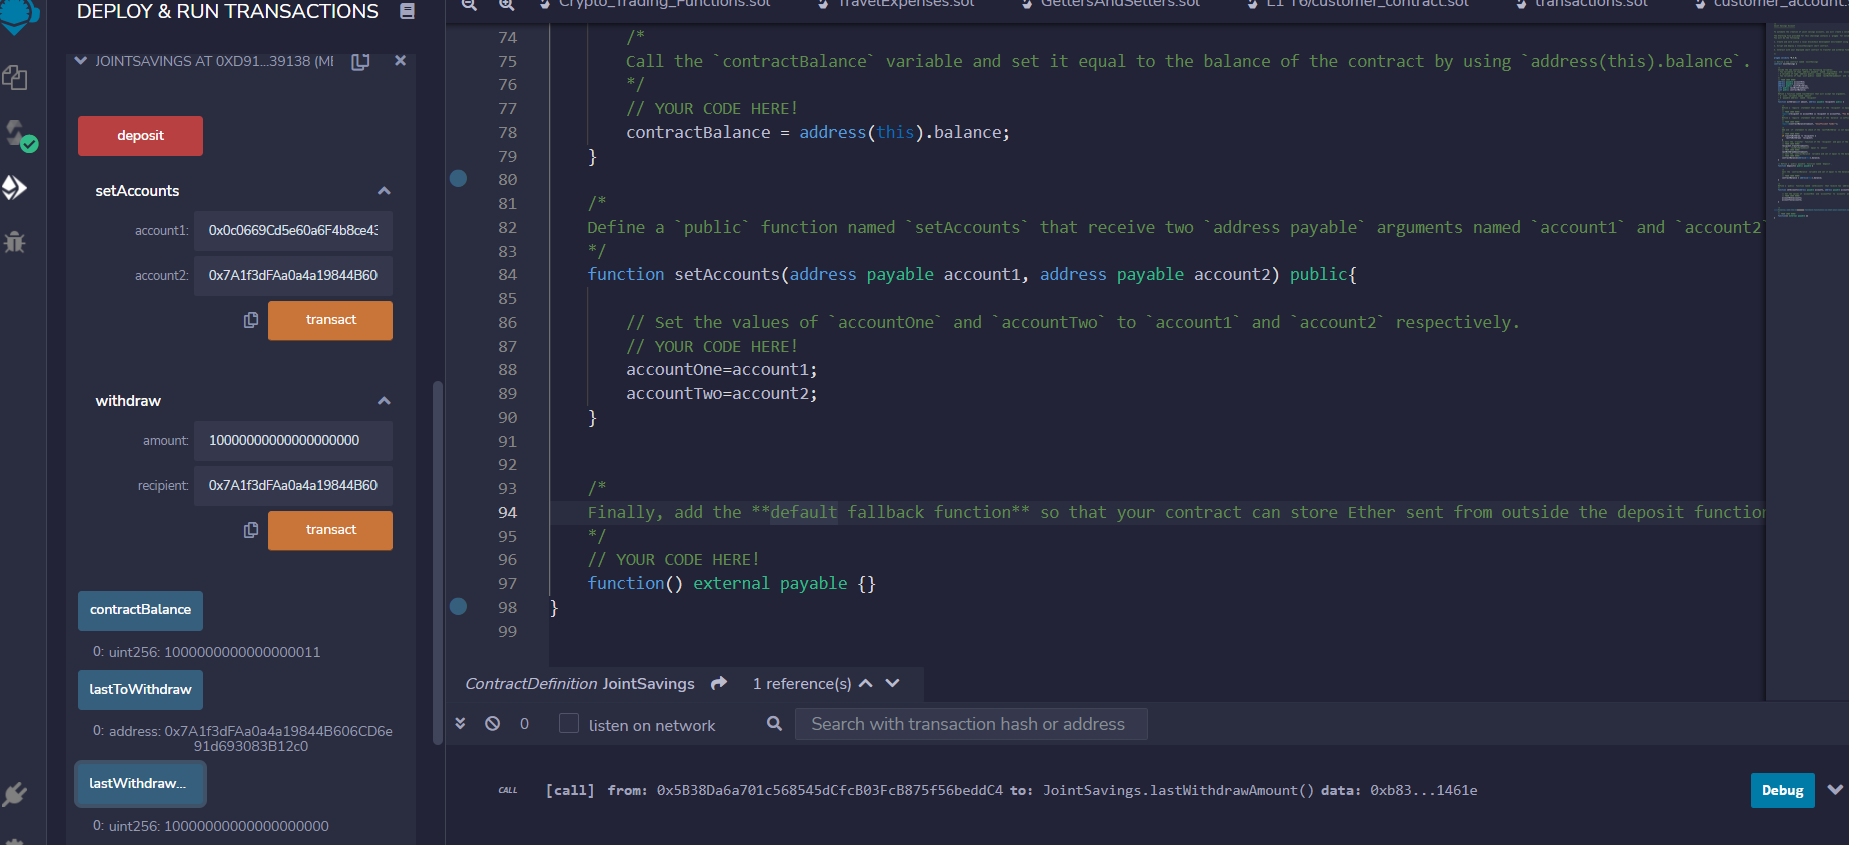 DEPLOY & RUN TRANSACTIONS
JOINTSAVINGS AT 0XD91...39138 (ME
deposit
setAccounts
account1: 0x0c0669Cd5e60a6F4b8ce43
account2: 0x7A1f3dFAa0a4a19844B60
transact
withdraw
amount: 10000000000000000000
recipient: 0x7A1f3dFAa0a4a19844B60
transact
contractBalance
0: uint256: 1000000000000000011
lastToWithdraw
0: address: 0x7A1f3dFAa0a4a19844B606CD6e
91d693083B12c0
lastWithdraw...
0: uint256: 10000000000000000000
Crypto_Trading_Functions.sol TravelExpenses.sol GettersAndSetters.sol L1 T6/customer_contract.sol transactions.sol customer_account.
74 /*
75 Call the `contractBalance` variable and set it equal to the balance of the contract by using `address(this).balance`.
76 */
77 // YOUR CODE HERE!
78 contractBalance = address(this).balance;
79 }
80
81 /*
82 Define a `public` function named `setAccounts` that receive two `address payable` arguments named `account1` and `account2`
83 */
84 function setAccounts(address payable account1, address payable account2) public{
85
86 // Set the values of `accountOne` and `accountTwo` to `account1` and `account2` respectively.
87 // YOUR CODE HERE!
88 accountOne=account1;
89 accountTwo=account2;
90 }
91
92
93 /*
94 Finally, add the **default fallback function** so that your contract can store Ether sent from outside the deposit function
95 */
96 // YOUR CODE HERE!
97 function() external payable {}
98 }
99
ContractDefinition JointSavings 1 reference(s)
0 listen on network Search with transaction hash or address
CALL [call] from: 0x5B38Da6a701c568545dCfcB03FcB875f56beddC4 to: JointSavings.lastWithdrawAmount() data: 0xb83...1461e Debug